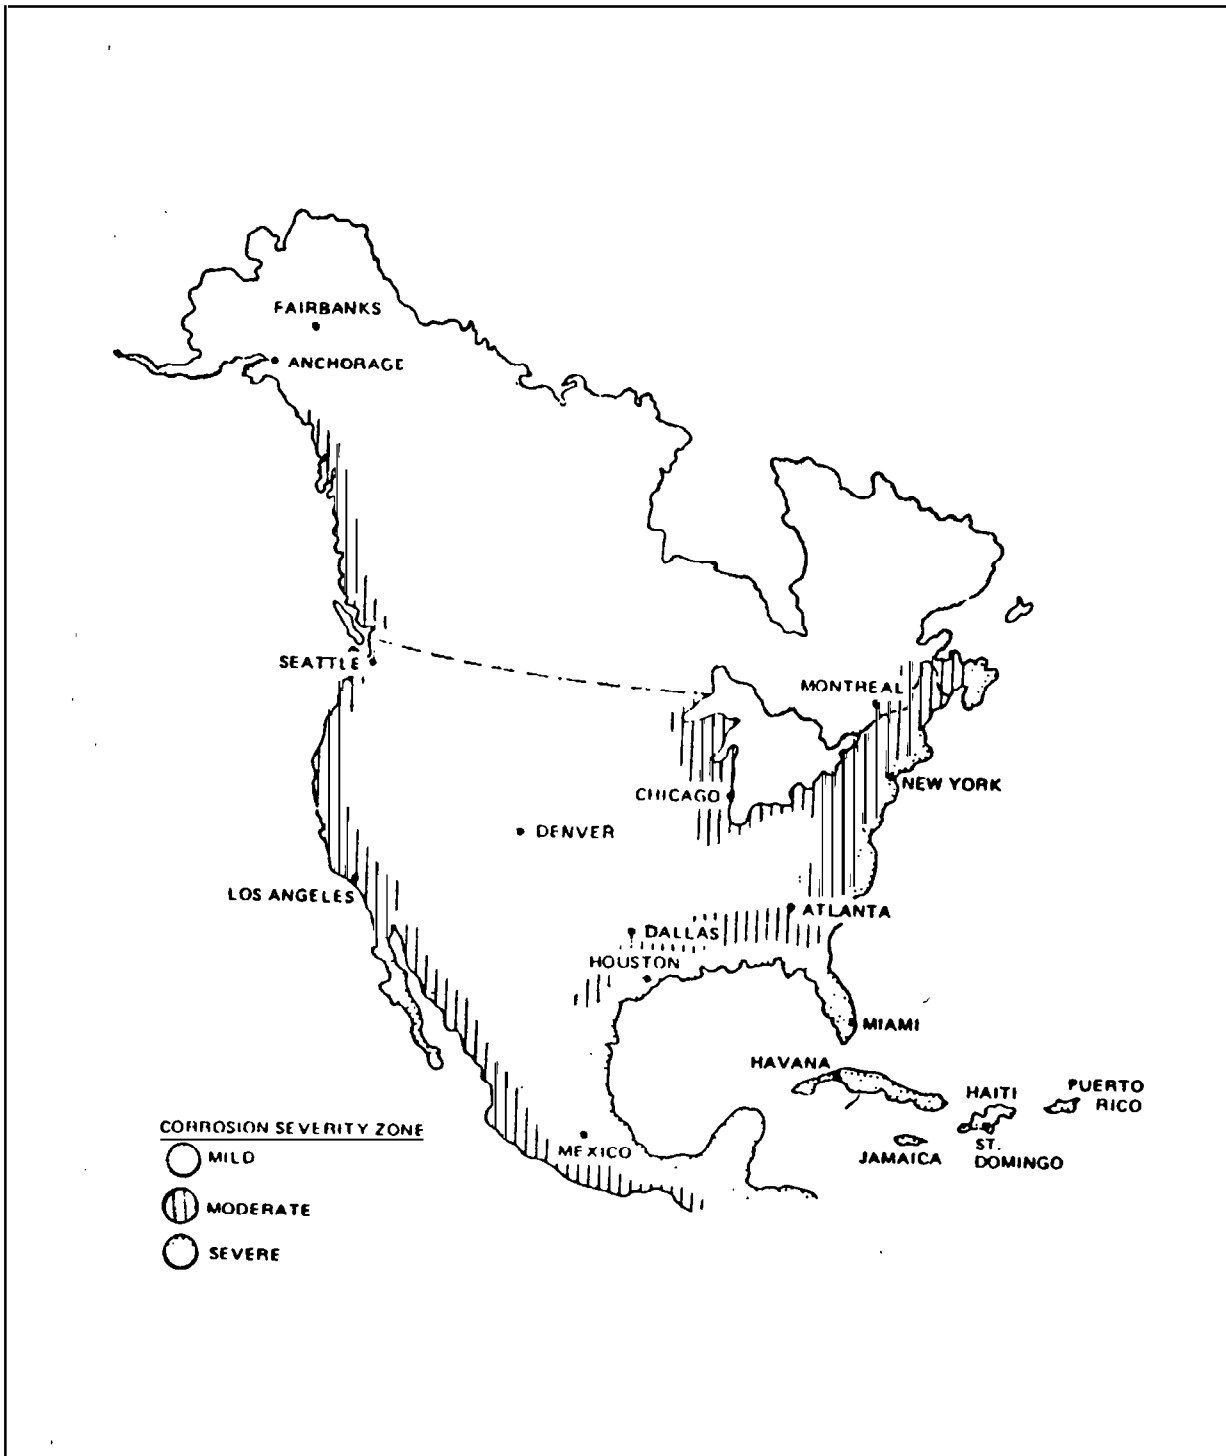 FAIRBANKS
ANCHORAGE
SEATTLE
MONTREAL
NEW YORK
CHICAGO
DENVER
LOS ANGELES
ATLANTA
DALLAS
HOUSTON
MIAMI
HAVANA
HAITI
PUERTO
RICO
ST.
DOMINGO
JAMAICA
MEXICO
CORROSION SEVERITY ZONE
MILD
MODERATE
SEVERE